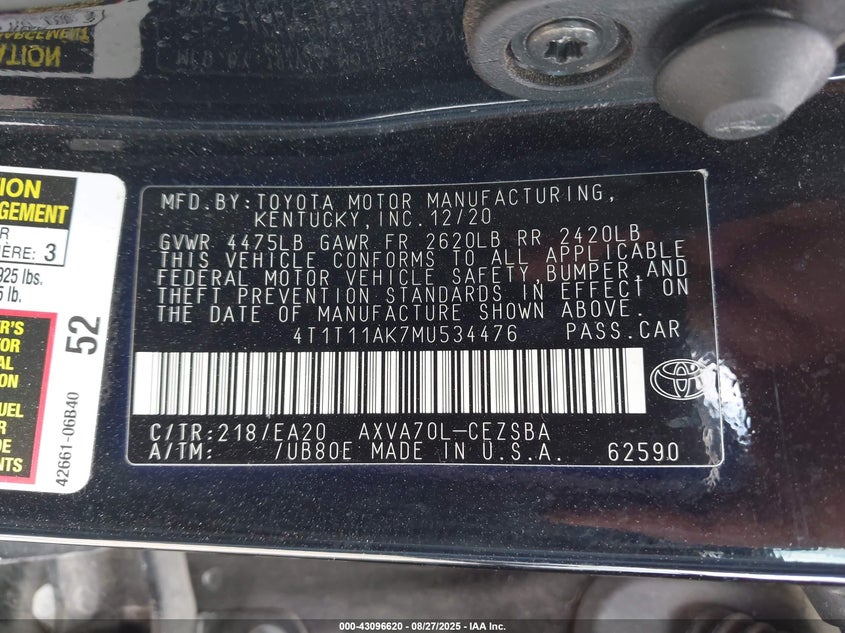 MFD.BY:TOYOTA MOTOR MANUFACTURING,
KENTUCKY,INC.12/20
GVWR 4475LB GAWR FR 2620LB RR 2420LB
THIS VEHICLE CONFORMS TO ALL APPLICABLE
FEDERAL MOTOR VEHICLE SAFETY,BUMPER,AND
THEFT PREVENTION STANDARDS IN EFFECT ON
THE DATE OF MANUFACTURE SHOWN ABOVE.
4T1T11AK7MU534476 PASS.CAR
C/TR:218/EA20 AXVA70L-CEZSBA
A/TM: /UB80E MADE IN U.S.A. 62590
3
925 lbs.
lb.
52
42661-06B40
000-43096620 - 08/27/2025 - IAA Inc.